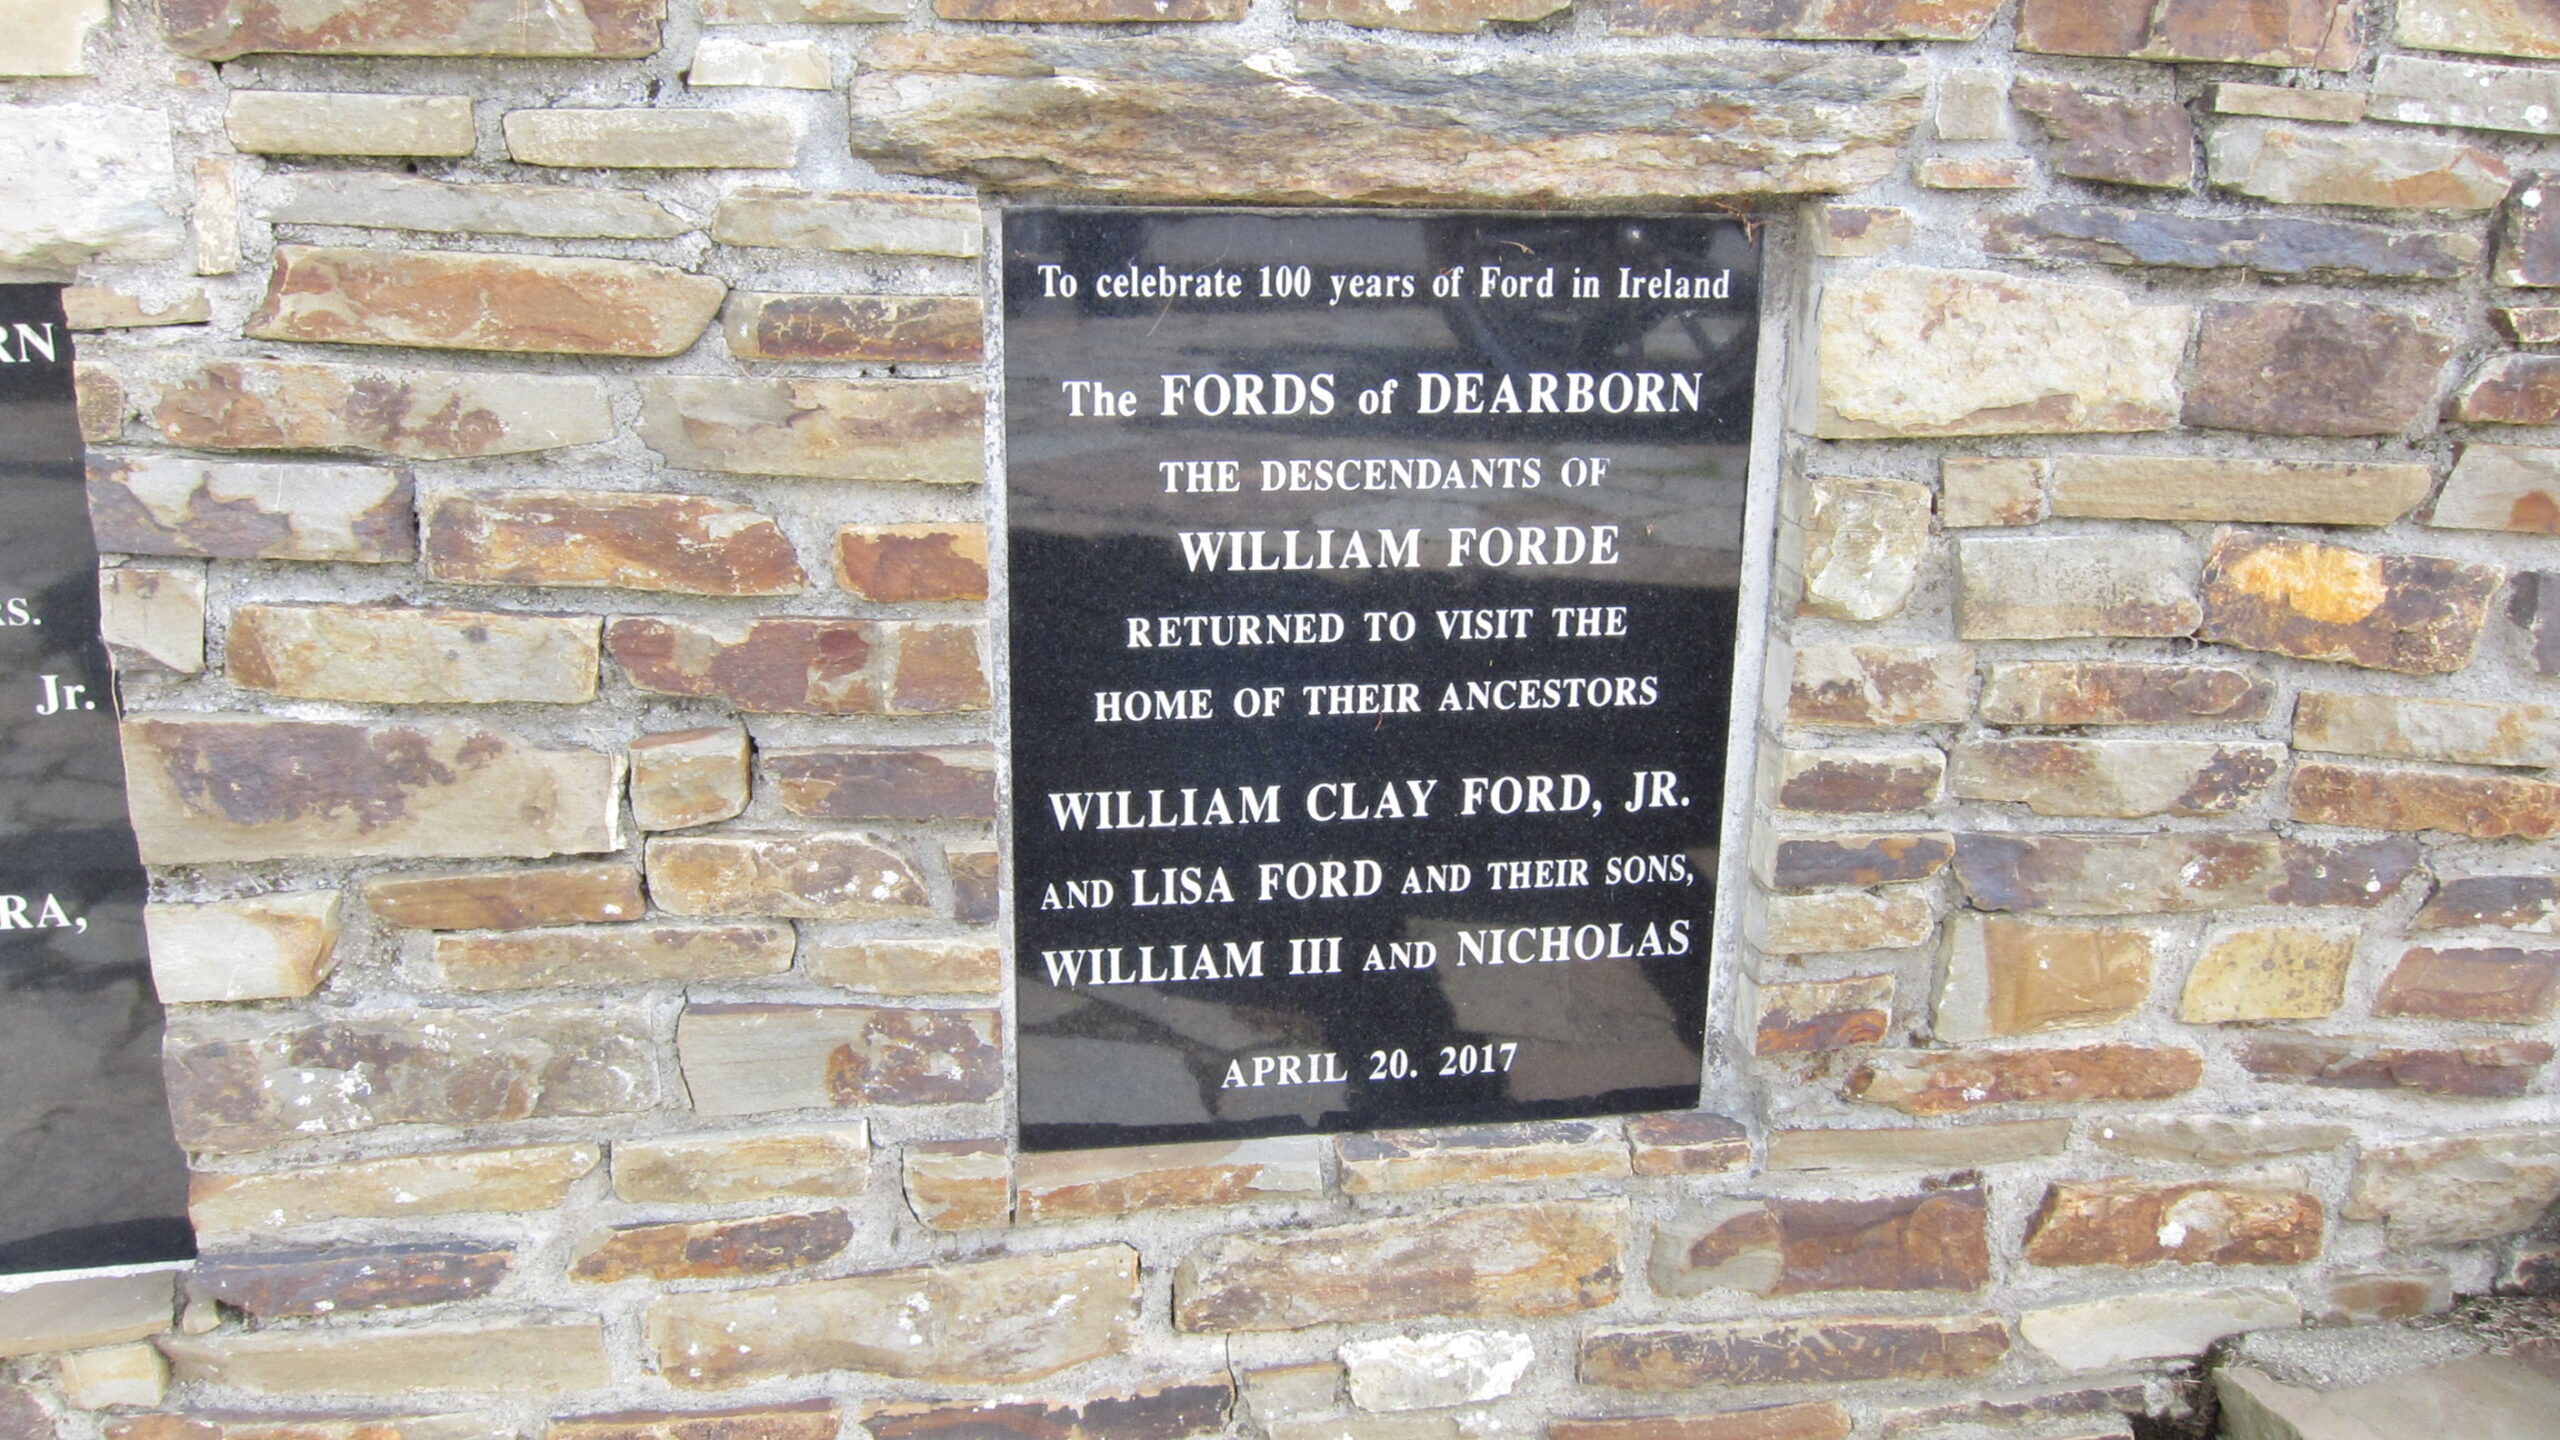 RN
RS.
Jr.
RA,
To celebrate 100 years of Ford in Ireland
The FORDS of DEARBORN
THE DESCENDANTS OF
WILLIAM FORDE
RETURNED TO VISIT THE
HOME OF THEIR ANCESTORS
WILLIAM CLAY FORD, JR.
AND LISA FORD AND THEIR SONS,
WILLIAM III AND NICHOLAS
APRIL 20. 2017